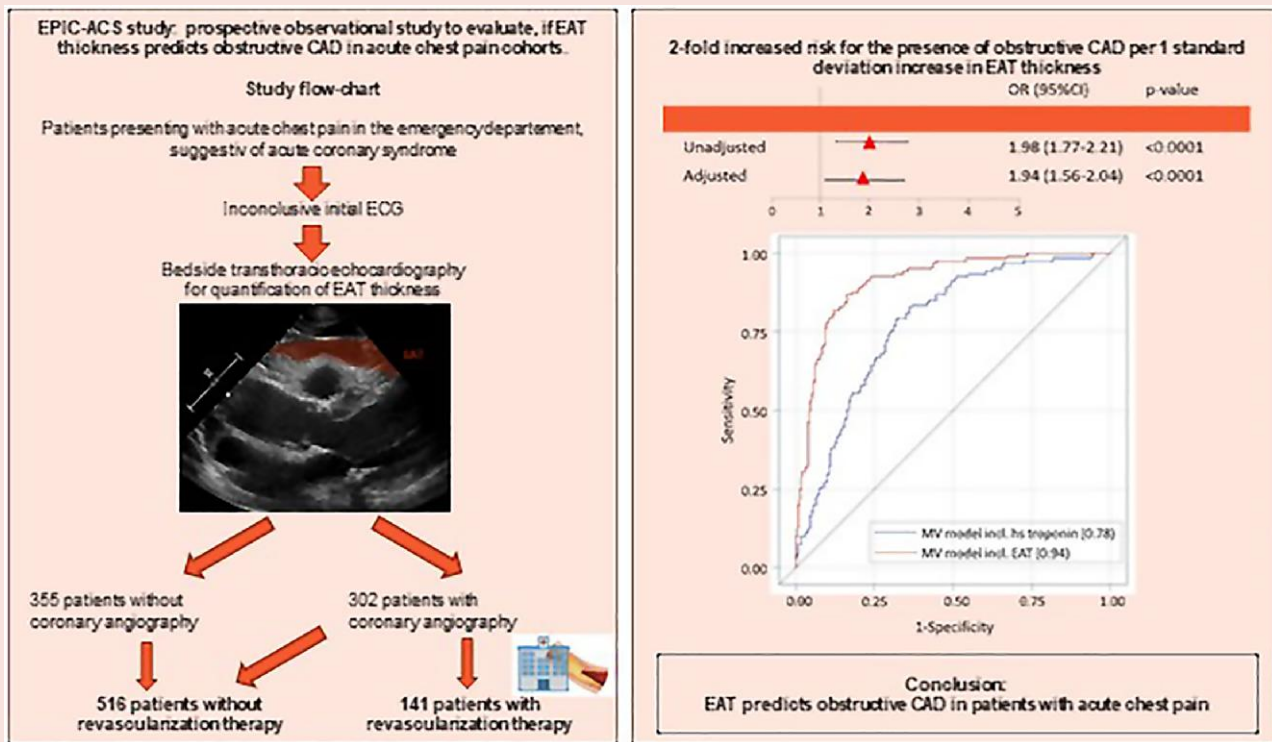 EPIC-ACS study: prospective observational study to evaluate, if EAT
thickness predicts obstructive CAD in acute chest pain cohorts.
Study flow-chart
Patients presenting with acute chest pain in the emergency departement,
suggestiv of acute coronary syndrome
Inconclusive initial ECG
Bedside transthoracic echocardiography
for quantification of EAT thickness
EAT
355 patients without
coronary angiography
302 patients with
coronary angiography
516 patients without
revascularization therapy
141 patients with
revascularization therapy
2-fold increased risk for the presence of obstructive CAD per 1 standard
deviation increase in EAT thickness
OR (95%CI) p-value
Unadjusted 1.98 (1.77-2.21) <0.0001
Adjusted 1.94 (1.56-2.04) <0.0001
0 1 2 3 4 5
1.00
0.75
0.50
0.25
0.00
Sensitivity
MV model incl. hs troponin [0.78]
MV model incl. EAT [0.94]
0.00 0.25 0.50 0.75 1.00
1-Specificity
Conclusion:
EAT predicts obstructive CAD in patients with acute chest pain